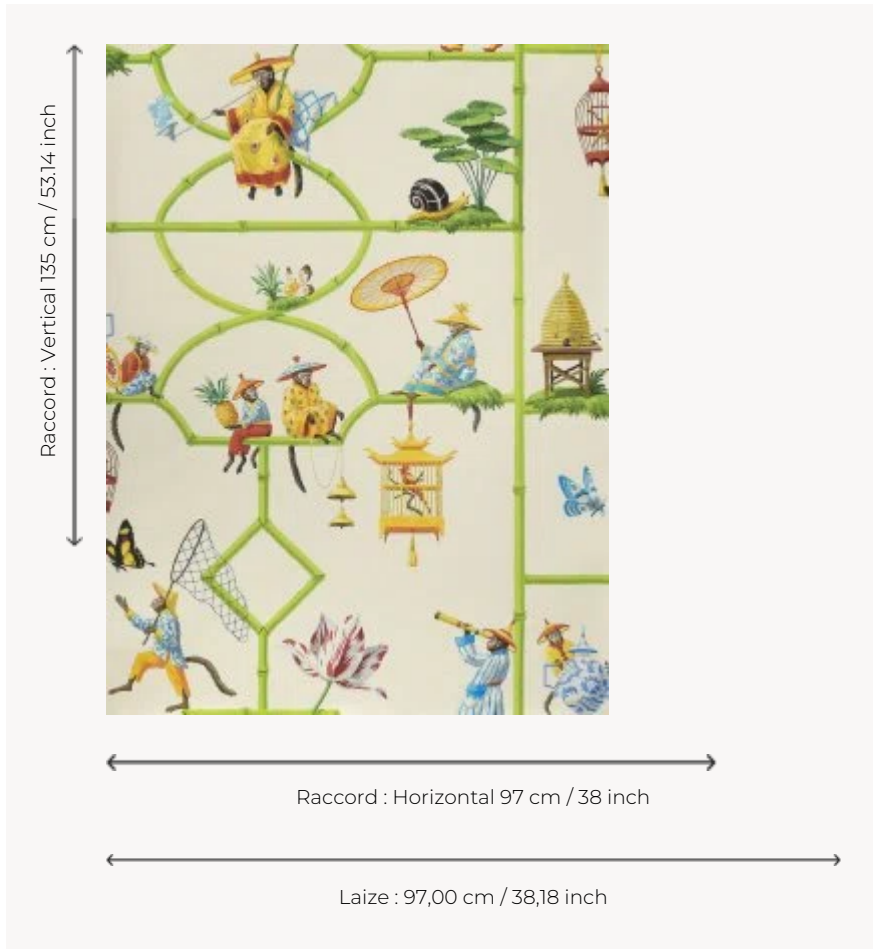 Raccord : Vertical 135 cm / 53.14 inch
Raccord : Horizontal 97 cm / 38 inch
Laize : 97,00 cm / 38,18 inch